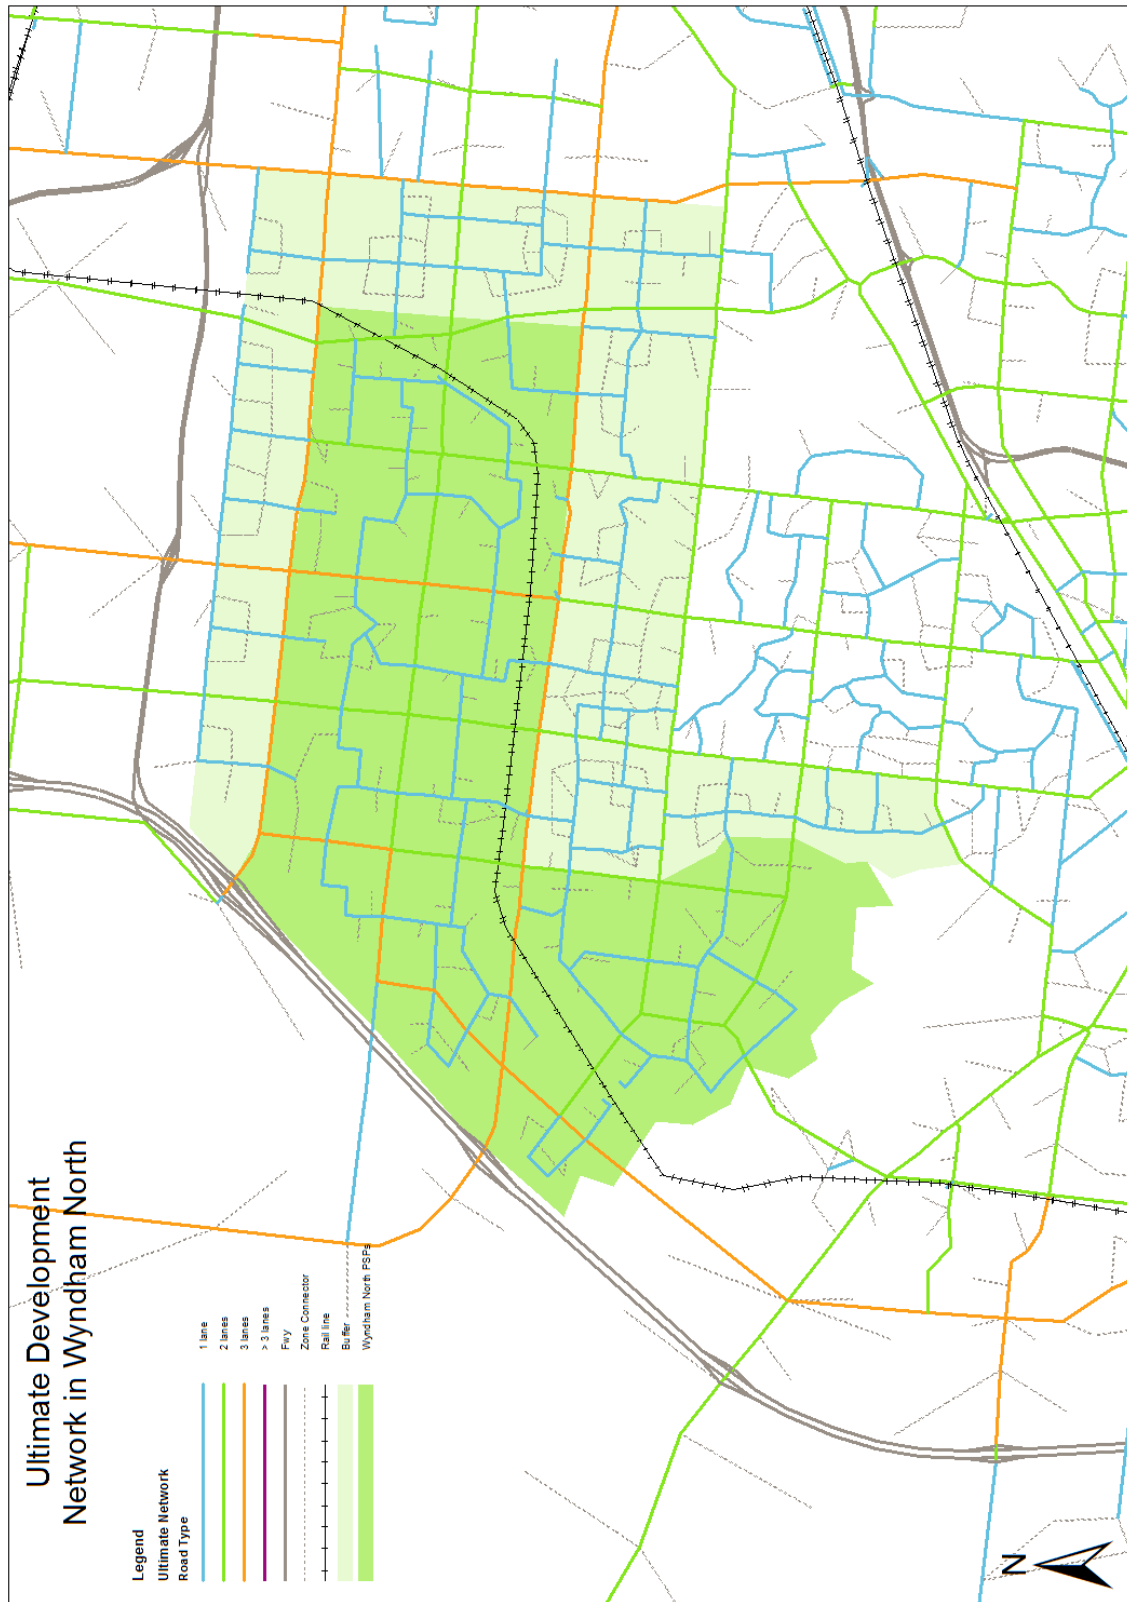 Ultimate Development
Network in Wyndham North
Legend
Ultimate Network
Road Type
1 lane
2 lanes
3 lanes
> 3 lanes
Fwy
Zone Connector
Rail line
Buffer
Wyndham North PSPs
N